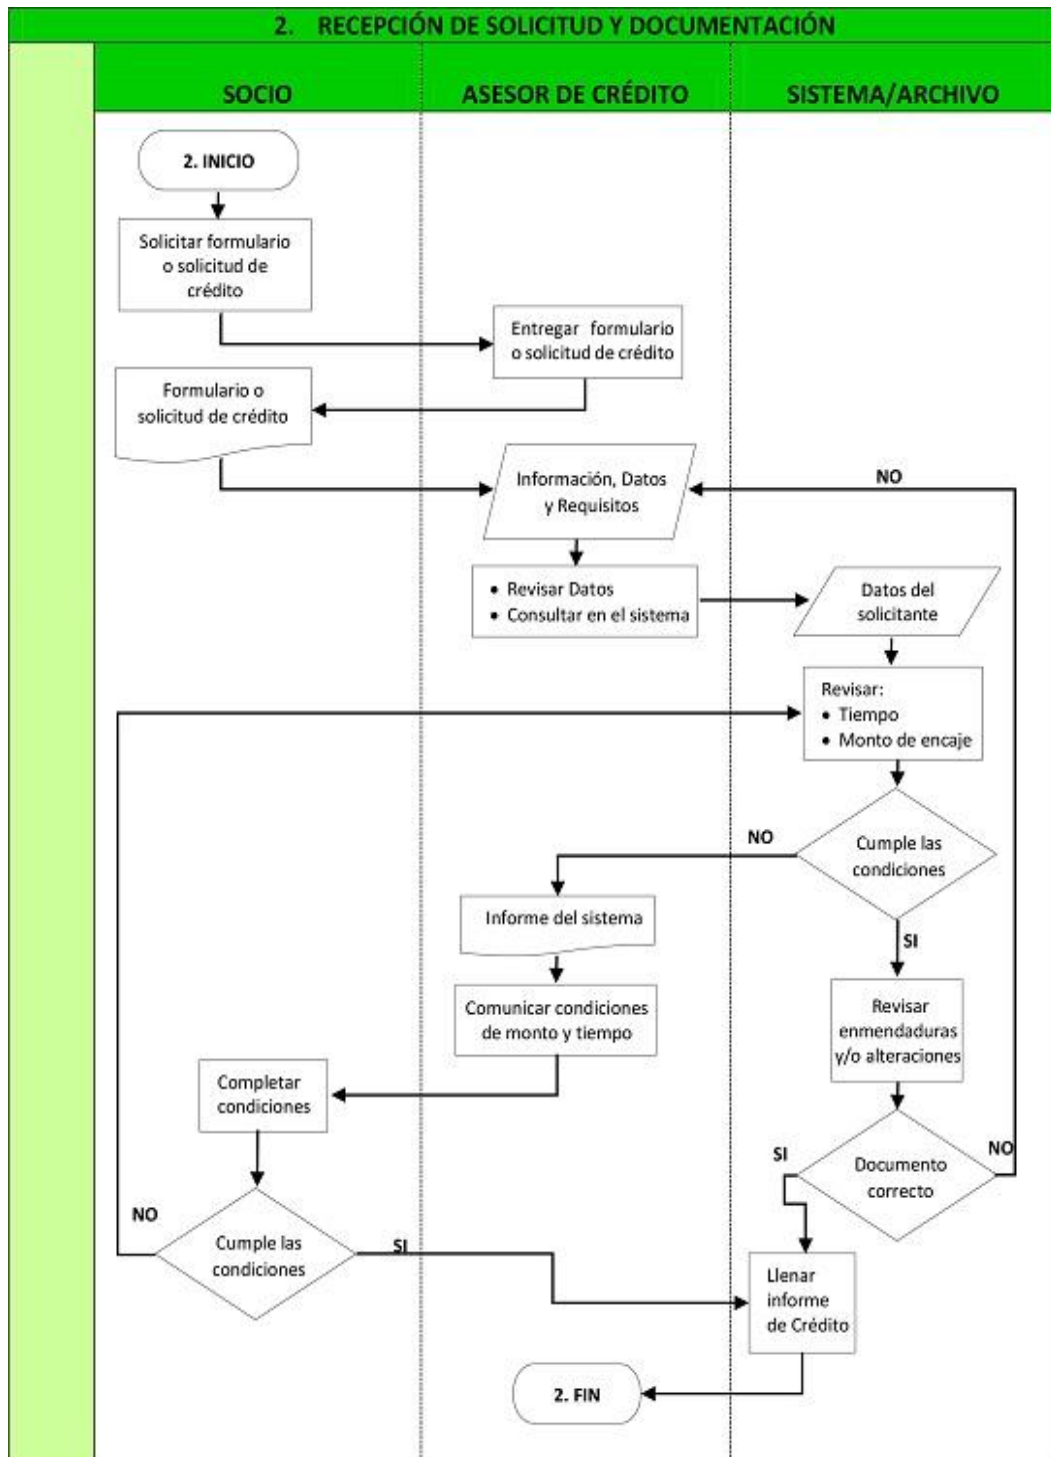 2. RECEPCIÓN DE SOLICITUD Y DOCUMENTACIÓN
SOCIO
ASESOR DE CRÉDITO
SISTEMA/ARCHIVO
2. INICIO
Solicitar formulario
o solicitud de
crédito
Entregar formulario
o solicitud de crédito
Formulario o
solicitud de crédito
Información, Datos
y Requisitos
NO
• Revisar Datos
• Consultar en el sistema
Datos del
solicitante
Revisar:
• Tiempo
• Monto de encaje
NO
Cumple las
condiciones
SI
Informe del sistema
Comunicar condiciones
de monto y tiempo
Revisar
enmendaduras
y/o alteraciones
Completar
condiciones
SI
Documento
correcto
NO
NO
Cumple las
condiciones
SI
Llenar
informe
de Crédito
2. FIN